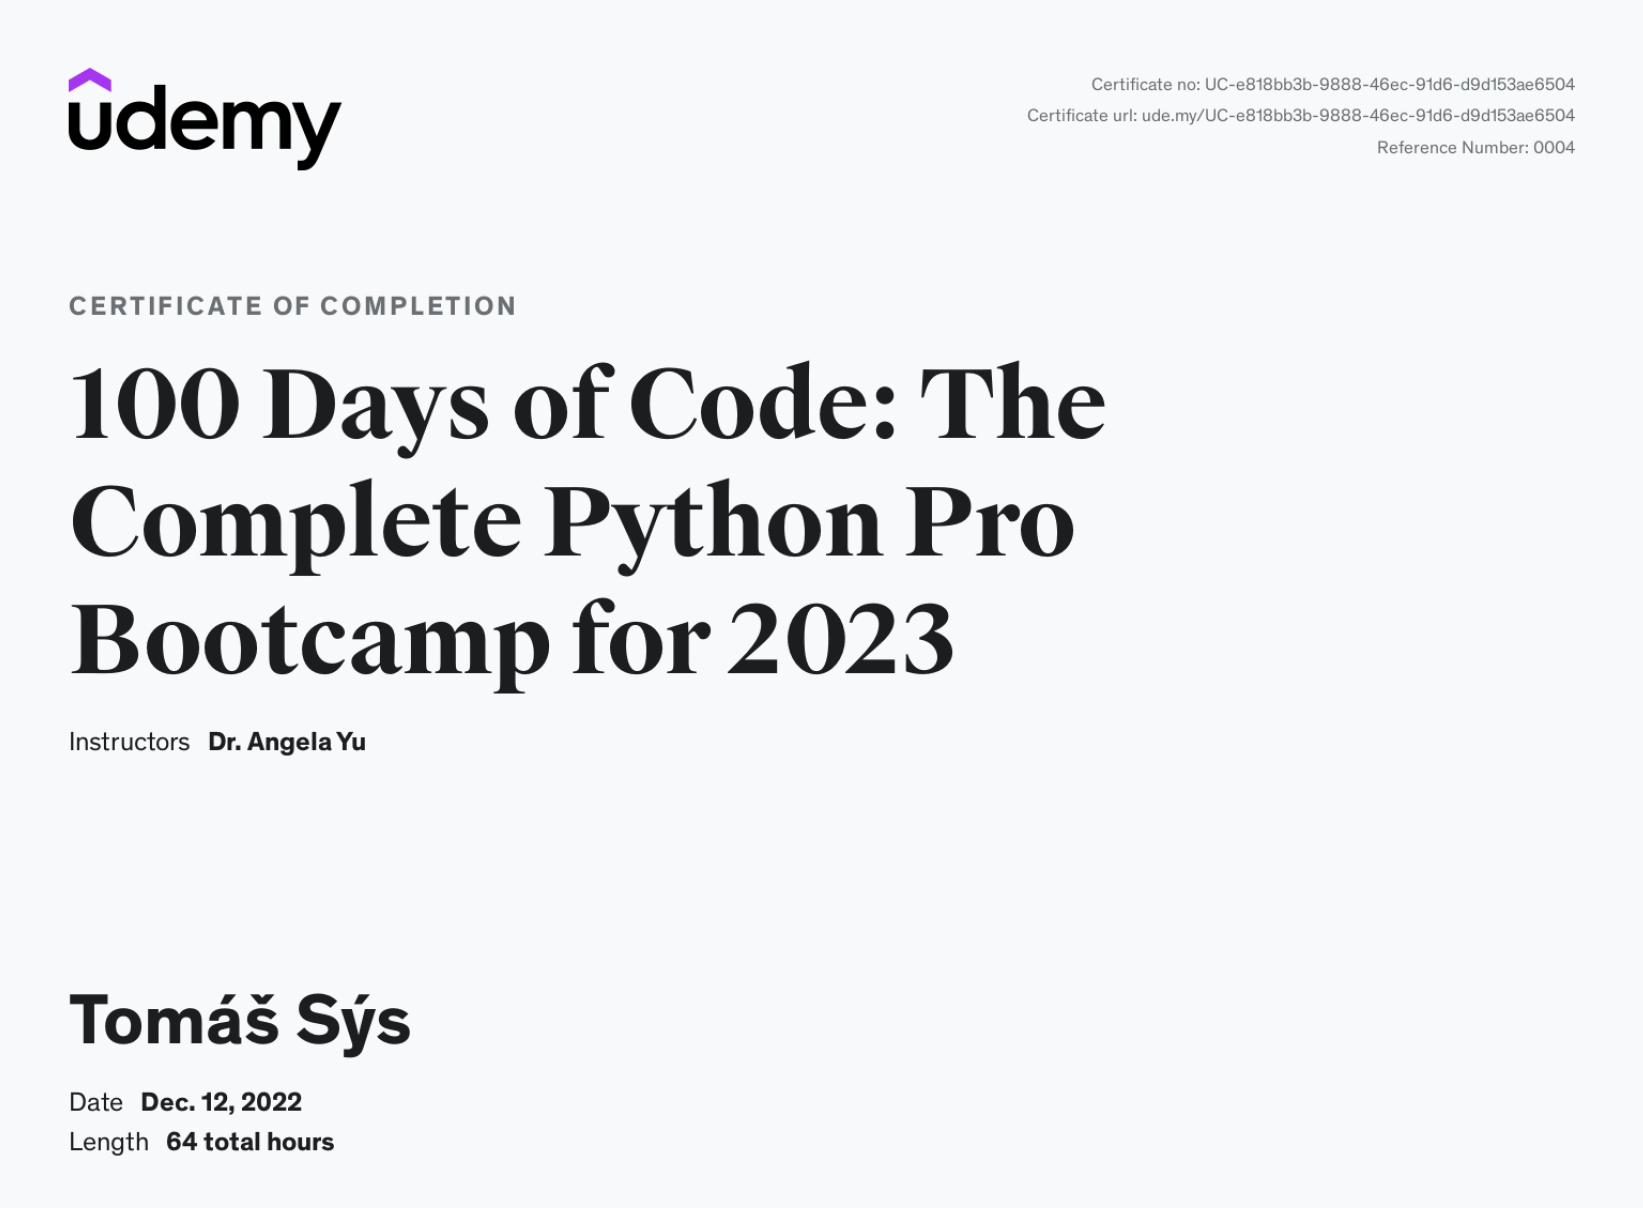 udemy
Certificate no: UC-e818bb3b-9888-46ec-91d6-d9d153ae6504
Certificate url: ude.my/UC-e818bb3b-9888-46ec-91d6-d9d153ae6504
Reference Number: 0004
CERTIFICATE OF COMPLETION
100 Days of Code: The
Complete Python Pro
Bootcamp for 2023
Instructors Dr. Angela Yu
Tomáš Sýs
Date Dec. 12, 2022
Length 64 total hours